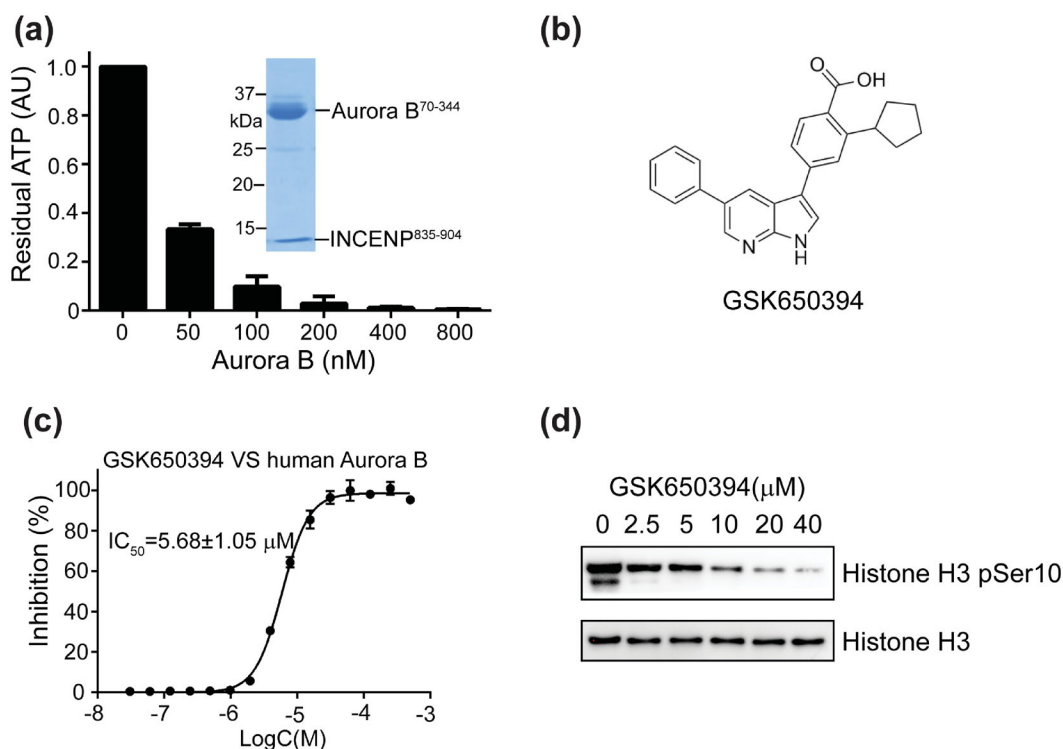 (a)
Residual ATP (AU)
1.0
0.8
0.6
0.4
0.2
0
0 50 100 200 400 800
Aurora B (nM)
37
kDa
25
20
15
Aurora B70-344
INCENP835-904
(b)
O
OH
N
N
H
GSK650394
(c)
GSK650394 VS human Aurora B
Inhibition (%)
100
80
60
40
20
0
IC50=5.68±1.05 μM
-8 -7 -6 -5 -4 -3
LogC(M)
(d)
GSK650394(μM)
0 2.5 5 10 20 40
Histone H3 pSer10
Histone H3